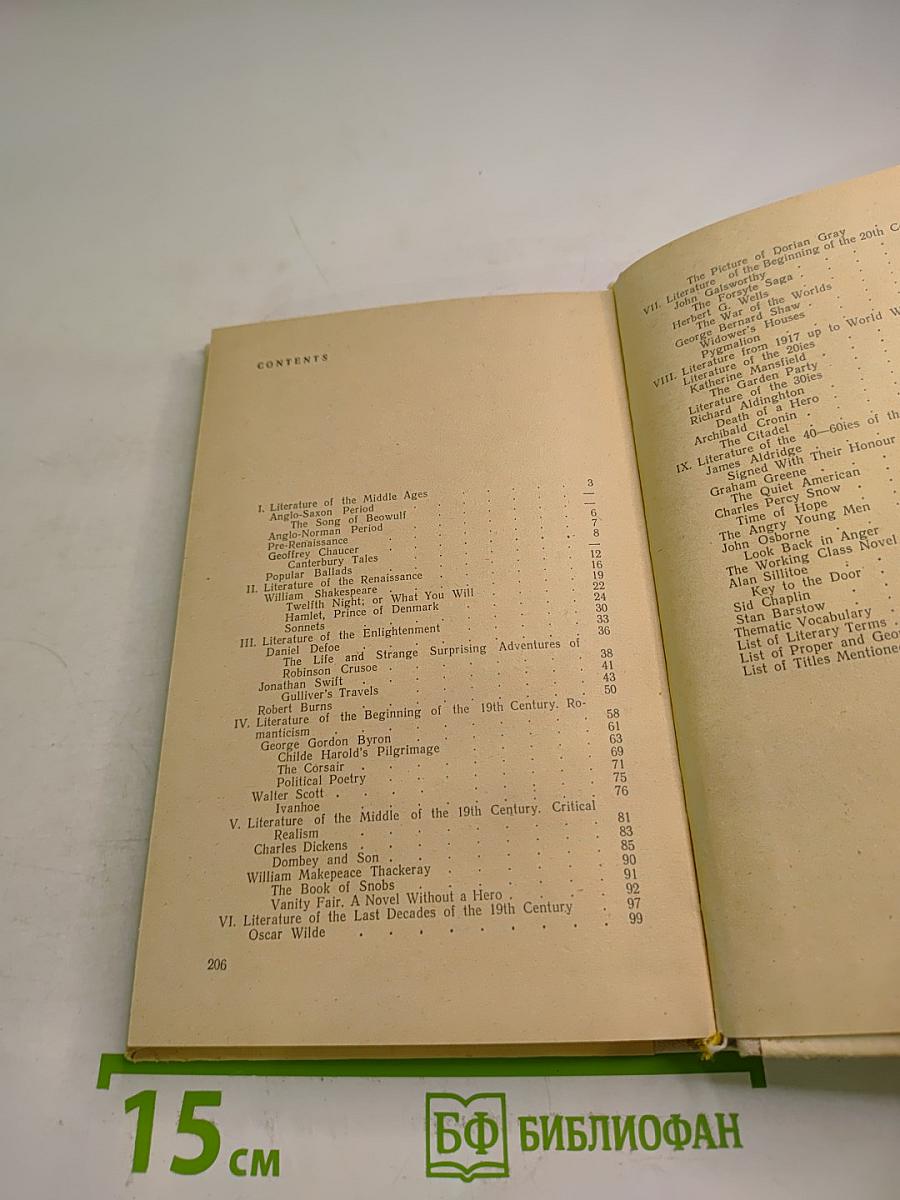 CONTENTS
I. Literature of the Middle Ages . . . . . . 3
Anglo-Saxon Period . . . . . . —
The Song of Beowulf . . . . . . —
Anglo-Norman Period . . . . . . 6
Pre-Renaissance . . . . . . 7
Geoffrey Chaucer . . . . . . 8
Canterbury Tales . . . . . . —
Popular Ballads . . . . . . 12
II. Literature of the Renaissance . . . . . . 16
William Shakespeare . . . . . . 19
Twelfth Night; or What You Will . . . . . . 22
Hamlet, Prince of Denmark . . . . . . 24
Sonnets . . . . . . 30
III. Literature of the Enlightenment . . . . . . 33
Daniel Defoe . . . . . . 36
The Life and Strange Surprising Adventures of
Robinson Crusoe . . . . . . 38
Jonathan Swift . . . . . . 41
Gulliver's Travels . . . . . . 43
Robert Burns . . . . . . 50
IV. Literature of the Beginning of the 19th Century. Ro-
manticism . . . . . . 58
George Gordon Byron . . . . . . 61
Childe Harold's Pilgrimage . . . . . . 63
The Corsair . . . . . . 69
Political Poetry . . . . . . 71
Walter Scott . . . . . . 75
Ivanhoe . . . . . . 76
V. Literature of the Middle of the 19th Century. Critical
Realism . . . . . . 81
Charles Dickens . . . . . . 83
Dombey and Son . . . . . . 85
William Makepeace Thackeray . . . . . . 90
The Book of Snobs . . . . . . 91
Vanity Fair. A Novel Without a Hero . . . . . . 92
VI. Literature of the Last Decades of the 19th Century . 97
Oscar Wilde . . . . . . 99
206
The Picture of Dorian Gray
VII. Literature of the Beginning of the 20th
John Galsworthy
The Forsyte Saga
Herbert G. Wells
The War of the Worlds
George Bernard Shaw
Widower's Houses
Pygmalion
VIII. Literature from 1917 up to World
Literature of the 20ies
Katherine Mansfield
The Garden Party
Literature of the 30ies
Richard Aldington
Death of a Hero
Archibald Cronin
The Citadel
IX. Literature of the 40—60ies of
James Aldridge
Signed With Their Honour
Graham Greene
The Quiet American
Charles Percy Snow
Time of Hope
The Angry Young Men
John Osborne
Look Back in Anger
The Working Class Novel
Alan Sillitoe
Key to the Door
Sid Chaplin
Stan Barstow
Thematic Vocabulary
List of Literary Terms
List of Proper and
List of Titles
15 см
БФ БИБЛИОФАН